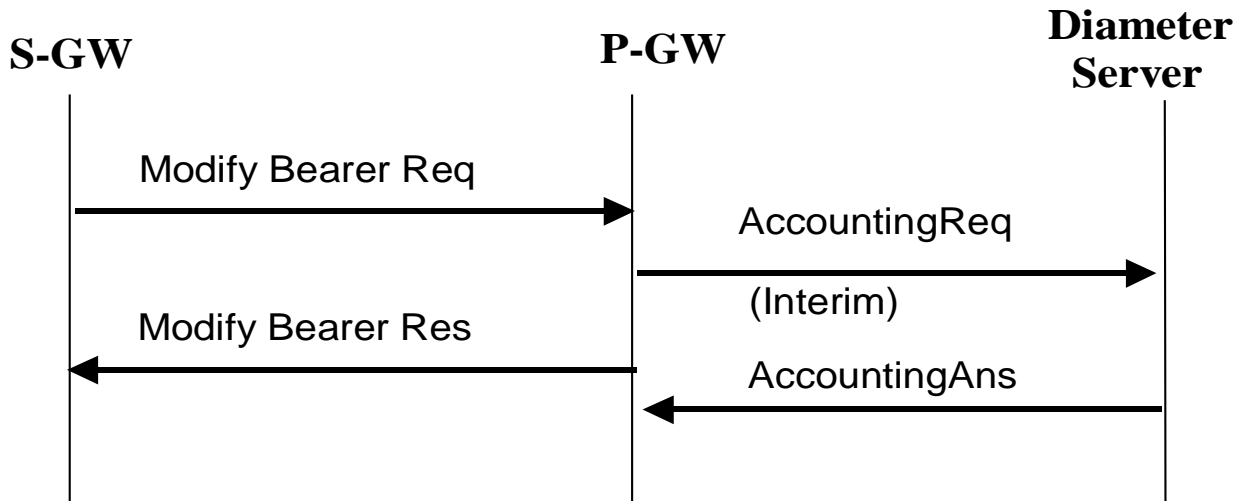 S-GW
P-GW
Diameter
Server
Modify Bearer Req
AccountingReq
(Interim)
Modify Bearer Res
AccountingAns